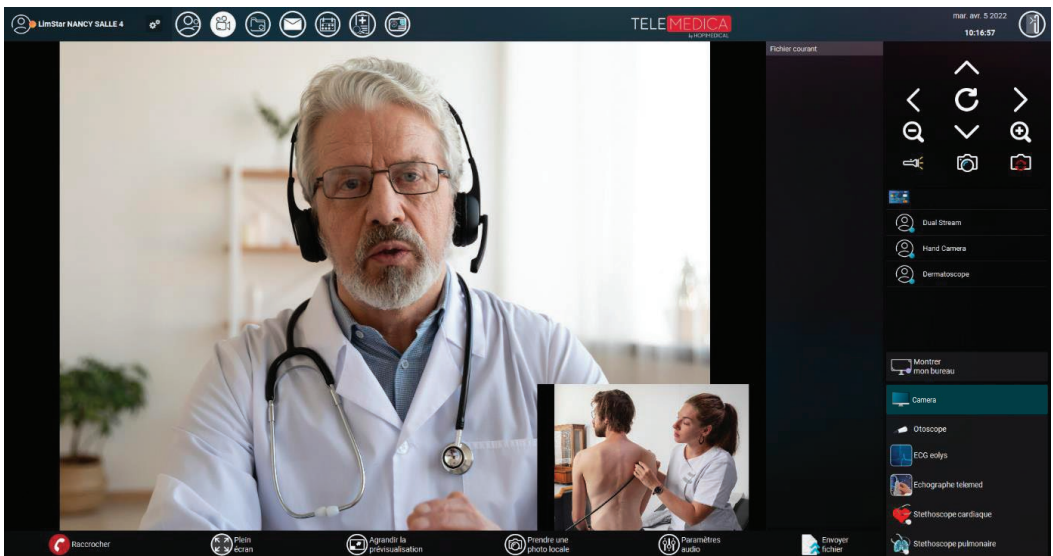 LimStar NANCY SALLE 4
TELEMEDICA
by HOPIMEDICAL
mar. avr. 5 2022
10:16:57
Fichier courant
Dual Stream
Hand Camera
Dermatoscope
Montrer
mon bureau
Camera
Otoscope
ECG eolys
Echographe telemed
Stethoscope cardiaque
Stethoscope pulmonaire
Raccrocher
Plein
écran
Agrandir la
prévisualisation
Prendre une
photo locale
Paramètres
audio
Envoyer
fichier